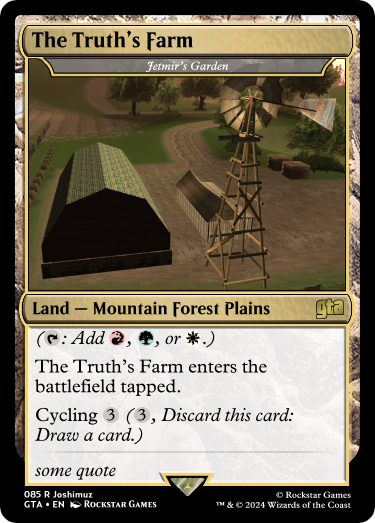 The Truth's Farm
Jetmir's Garden
Land — Mountain Forest Plains
gta
(: Add , , or .)
The Truth's Farm enters the
battlefield tapped.
Cycling 3 (3, Discard this card:
Draw a card.)
some quote
085 R Joshimuz
GTA • EN Rockstar Games
© Rockstar Games
™ & © 2024 Wizards of the Coast